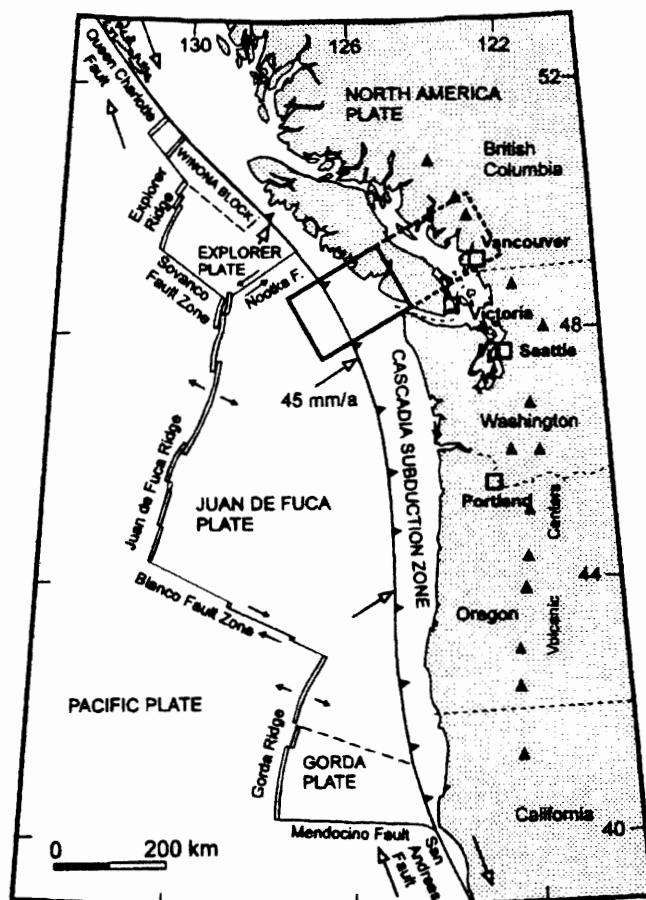 130
126
122
52
Queen Charlotte
Fault
NORTH AMERICA
PLATE
British
Columbia
WINONA BLOCK
Explorer
Ridge
EXPLORER
PLATE
Vancouver
Sovanco
Fault Zone
Nootka F.
Victoria
48
Seattle
45 mm/a
CASCADIA SUBDUCTION ZONE
Washington
Juan de Fuca Ridge
JUAN DE FUCA
PLATE
Portland
Volcanic Centers
Blanco Fault Zone
44
Oregon
PACIFIC PLATE
Gorda Ridge
GORDA
PLATE
California
0 200 km
Mendocino Fault
San
Andreas
Fault
40